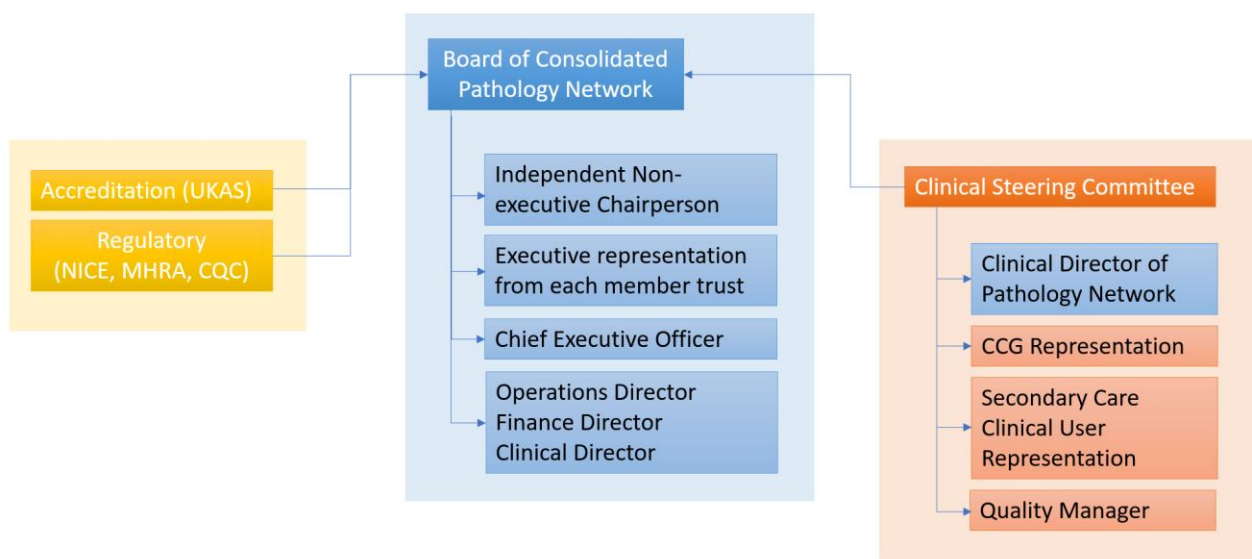 Board of Consolidated
Pathology Network
Accreditation (UKAS)
Regulatory
(NICE, MHRA, CQC)
Independent Non-
executive Chairperson
Executive representation
from each member trust
Chief Executive Officer
Operations Director
Finance Director
Clinical Director
Clinical Steering Committee
Clinical Director of
Pathology Network
CCG Representation
Secondary Care
Clinical User
Representation
Quality Manager